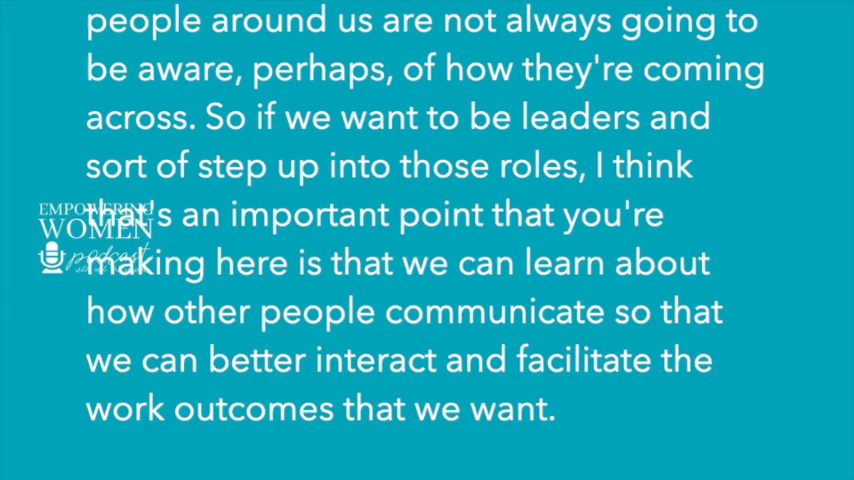 people around us are not always going to
be aware, perhaps, of how they're coming
across. So if we want to be leaders and
sort of step up into those roles, I think
that's an important point that you're
making here is that we can learn about
how other people communicate so that
we can better interact and facilitate the
work outcomes that we want.
EMPOWERING
WOMEN
podcast